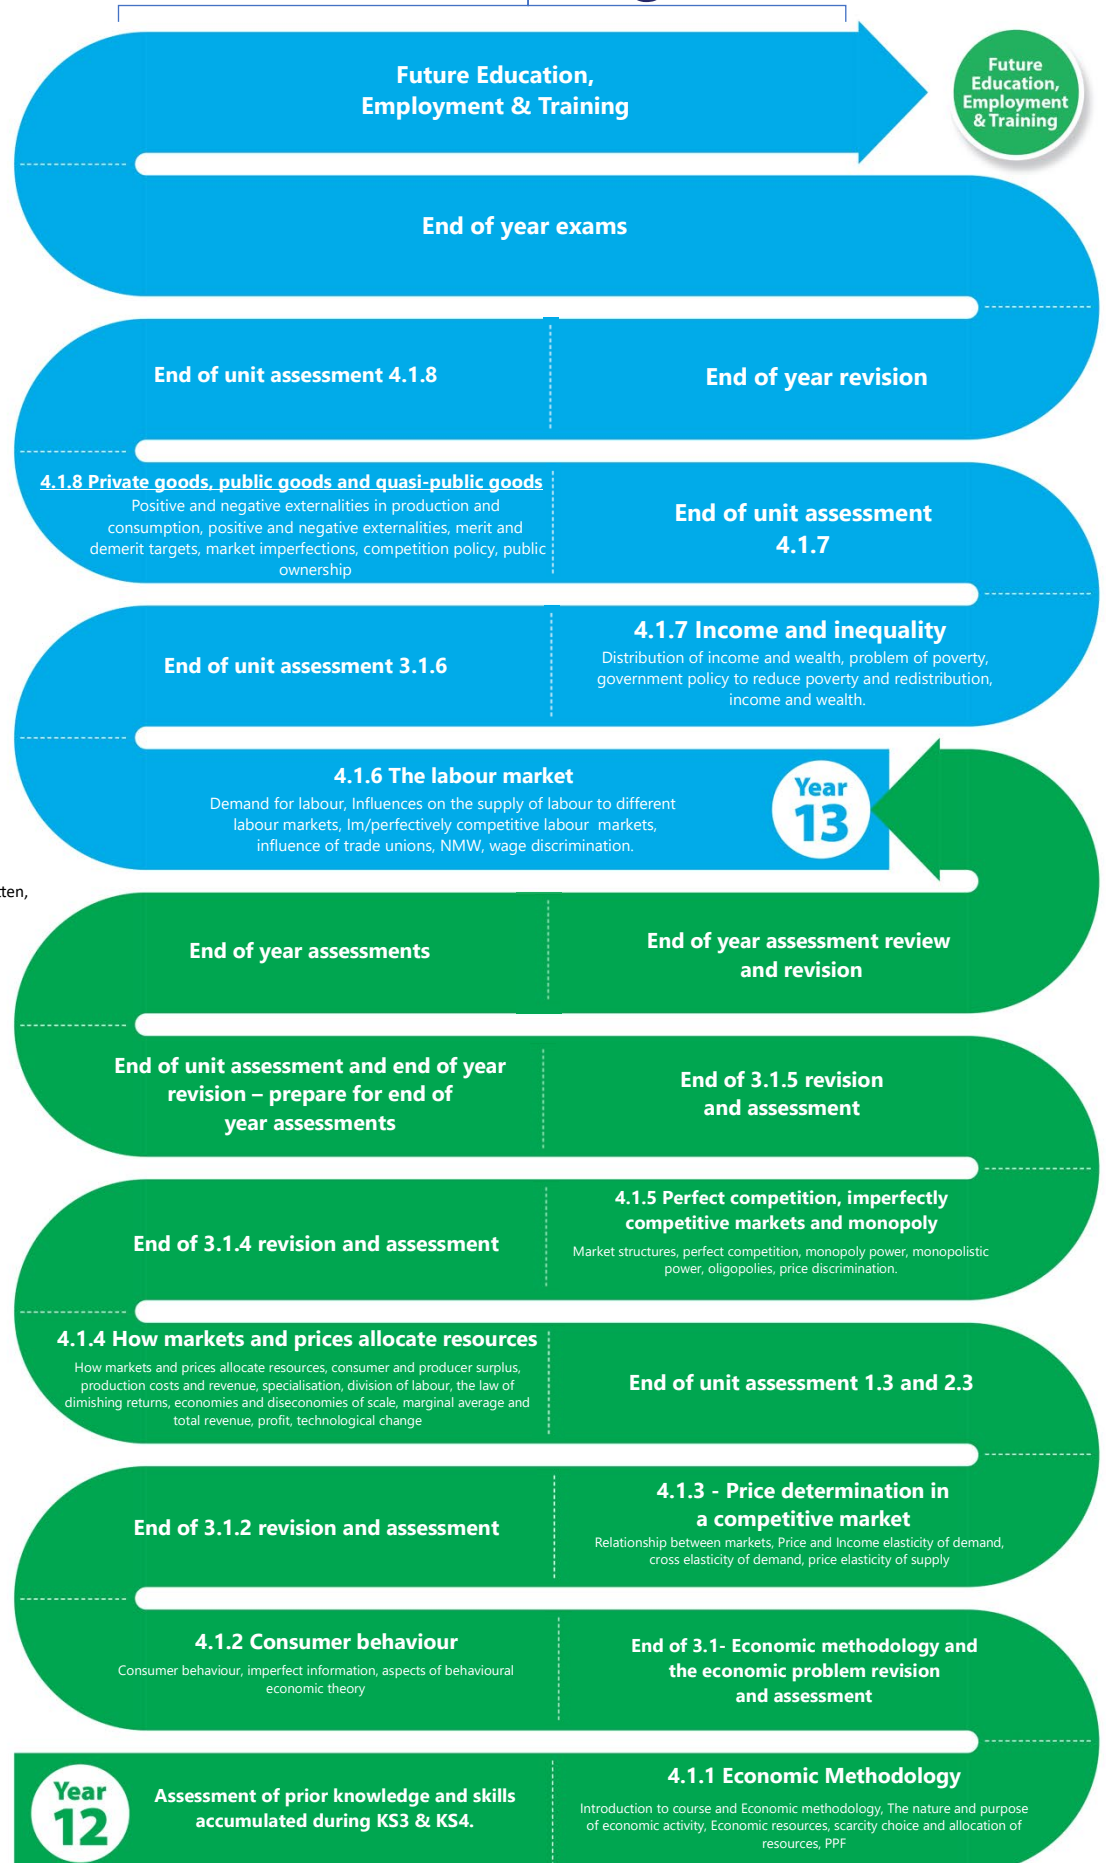 Future Education,
Employment & Training
Future
Education,
Employment
& Training
End of year exams
End of unit assessment 4.1.8
End of year revision
4.1.8 Private goods, public goods and quasi-public goods
Positive and negative externalities in production and
consumption, positive and negative externalities, merit and
demerit targets, market imperfections, competition policy, public
ownership
End of unit assessment
4.1.7
End of unit assessment 3.1.6
4.1.7 Income and inequality
Distribution of income and wealth, problem of poverty,
government policy to reduce poverty and redistribution,
income and wealth.
4.1.6 The labour market
Demand for labour, Influences on the supply of labour to different
labour markets, Im/perfectively competitive labour  markets,
influence of trade unions, NMW, wage discrimination.
Year
13
End of year assessments
End of year assessment review
and revision
End of unit assessment and end of year
revision – prepare for end of
year assessments
End of 3.1.5 revision
and assessment
End of 3.1.4 revision and assessment
4.1.5 Perfect competition, imperfectly
competitive markets and monopoly
Market structures, perfect competition, monopoly power, monopolistic
power, oligopolies, price discrimination.
4.1.4 How markets and prices allocate resources
How markets and prices allocate resources, consumer and producer surplus,
production costs and revenue, specialisation, division of labour, the law of
dimishing returns, economies and diseconomies of scale, marginal average and
total revenue, profit, technological change
End of unit assessment 1.3 and 2.3
End of 3.1.2 revision and assessment
4.1.3 - Price determination in
a competitive market
Relationship between markets, Price and Income elasticity of demand,
cross elasticity of demand, price elasticity of supply
4.1.2 Consumer behaviour
Consumer behaviour, imperfect information, aspects of behavioural
economic theory
End of 3.1- Economic methodology and
the economic problem revision
and assessment
Year
12
Assessment of prior knowledge and skills
accumulated during KS3 & KS4.
4.1.1 Economic Methodology
Introduction to course and Economic methodology, The nature and purpose
of economic activity, Economic resources, scarcity choice and allocation of
resources, PPF